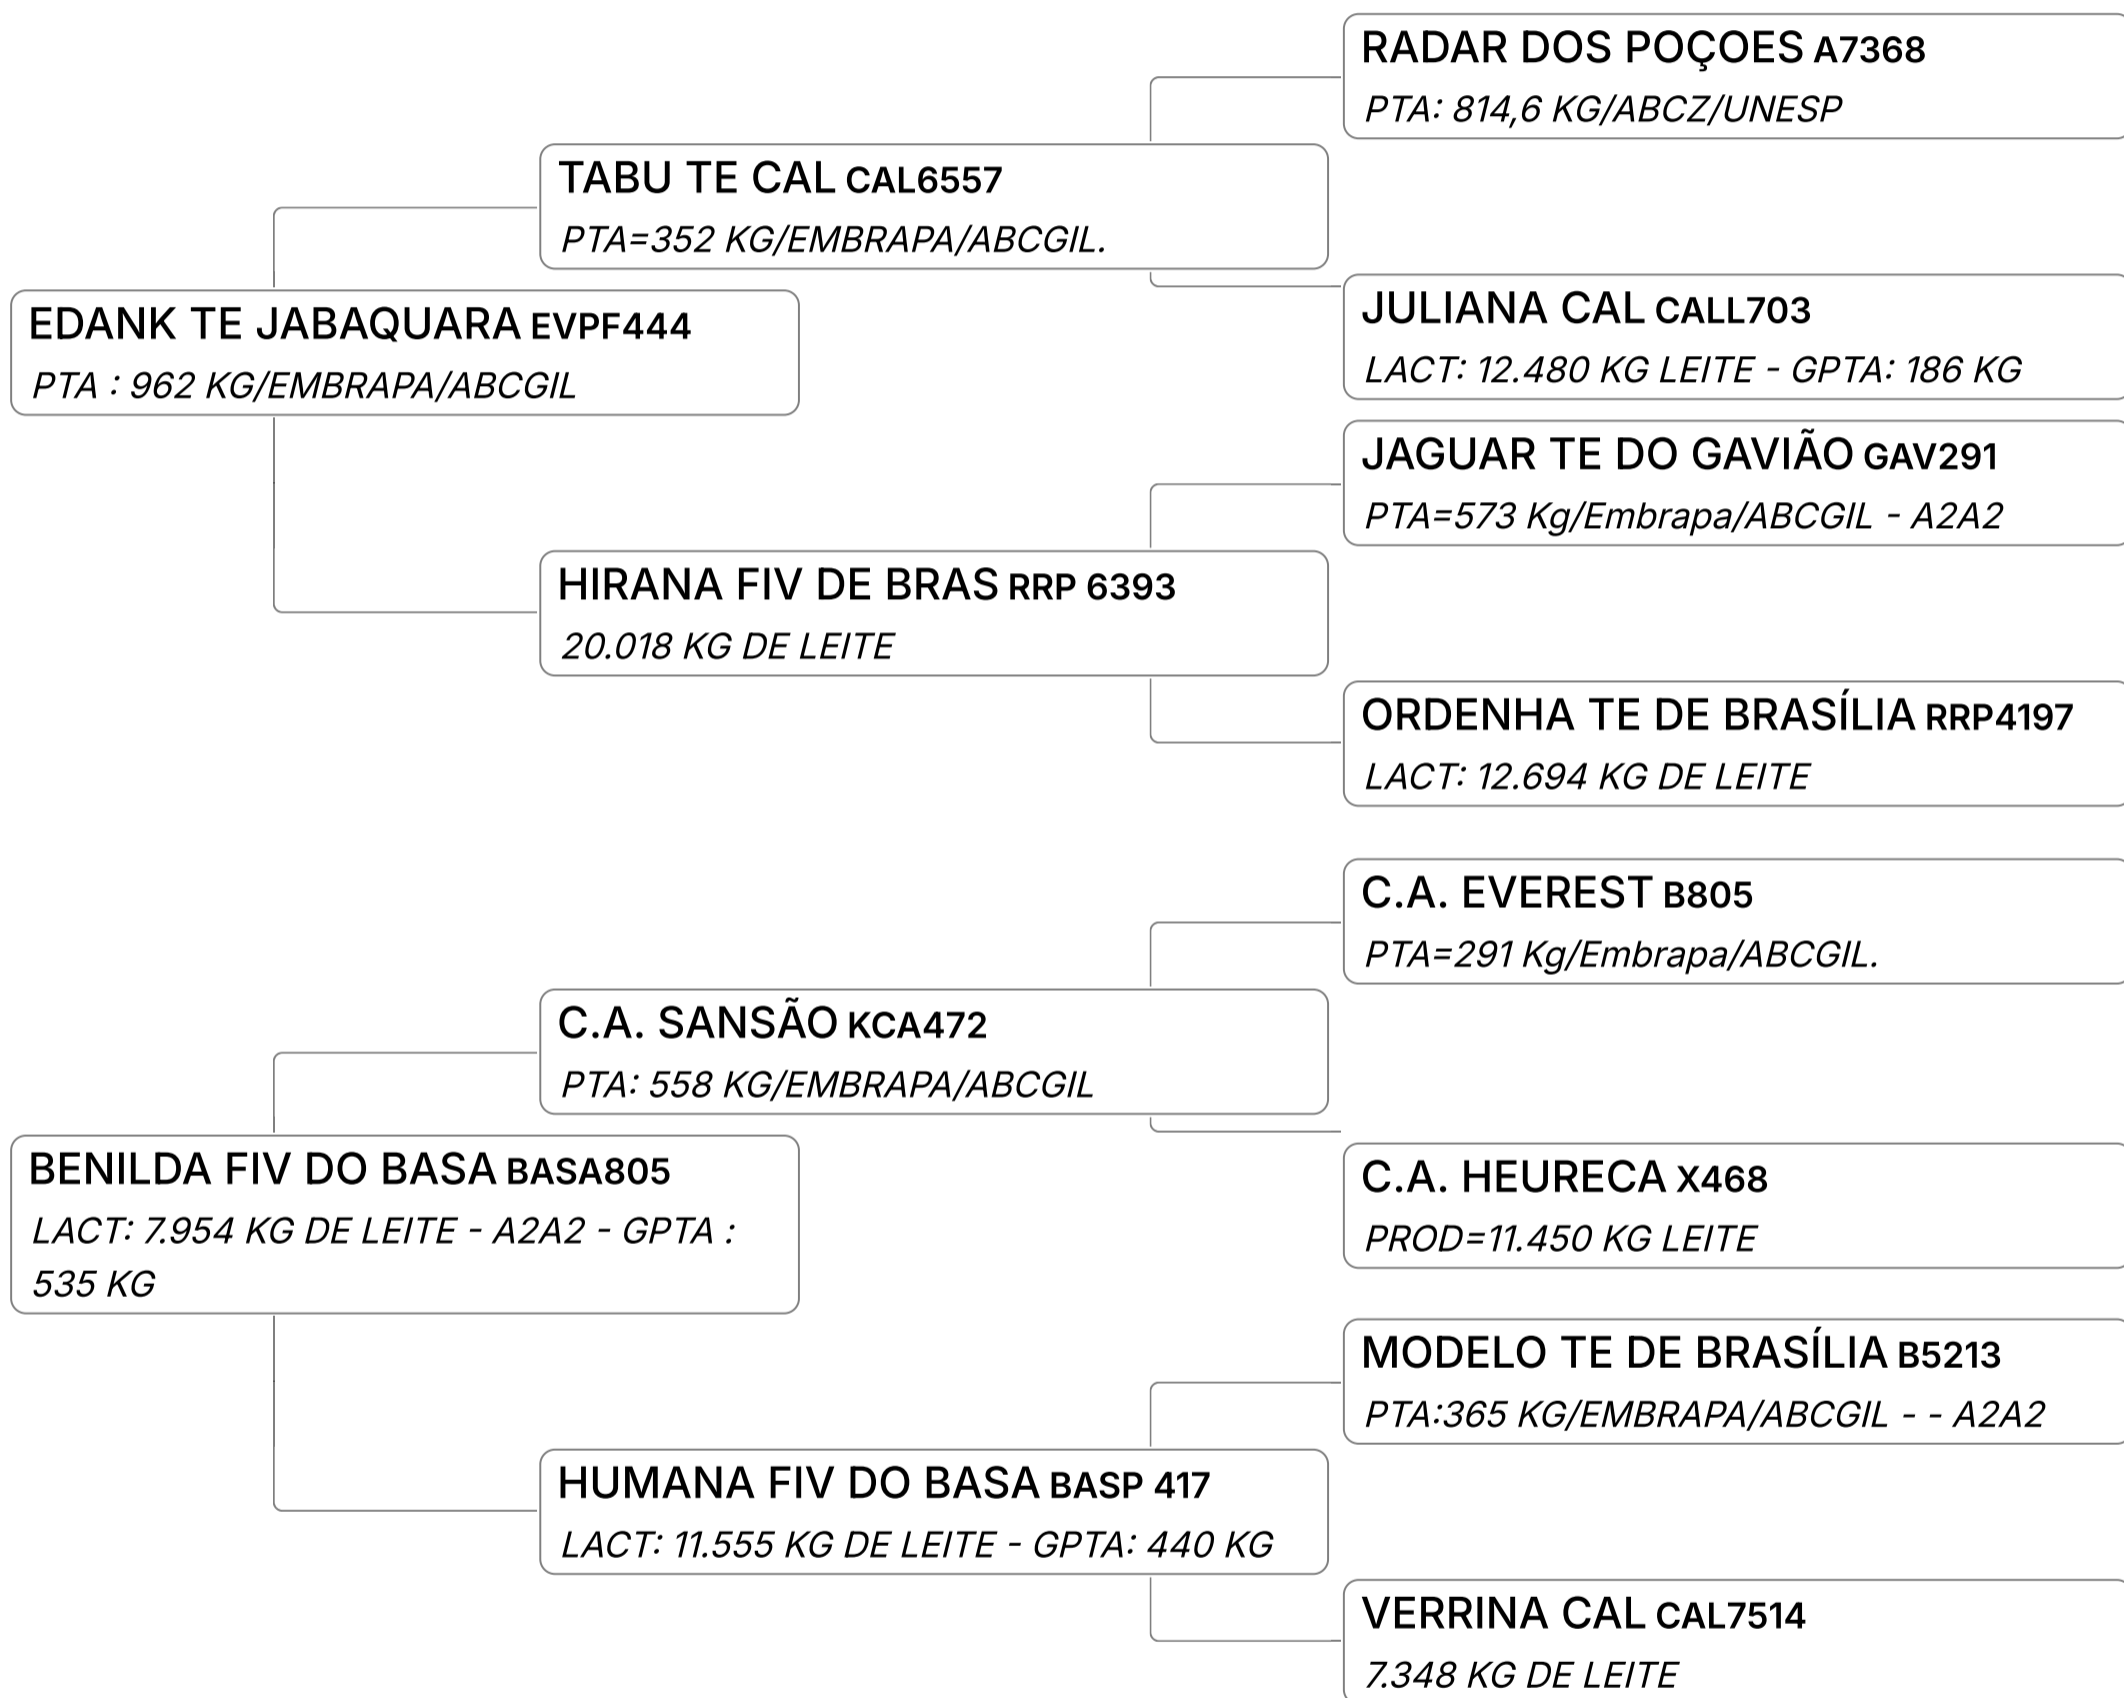 RADAR DOS POÇOES A7368
PTA: 814,6 KG/ABCZ/UNESP
TABU TE CAL CAL6557
PTA=352 KG/EMBRAPA/ABCGIL.
JULIANA CAL CALL703
LACT: 12.480 KG LEITE - GPTA: 186 KG
EDANK TE JABAQUARA EVPF444
PTA : 962 KG/EMBRAPA/ABCGIL
JAGUAR TE DO GAVIÃO GAV291
PTA=573 Kg/Embrapa/ABCGIL - A2A2
HIRANA FIV DE BRAS RRP 6393
20.018 KG DE LEITE
ORDENHA TE DE BRASÍLIA RRP4197
LACT: 12.694 KG DE LEITE
C.A. EVEREST B805
PTA=291 Kg/Embrapa/ABCGIL.
C.A. SANSÃO KCA472
PTA: 558 KG/EMBRAPA/ABCGIL
C.A. HEURECA X468
PROD=11.450 KG LEITE
BENILDA FIV DO BASA BASA805
LACT: 7.954 KG DE LEITE - A2A2 - GPTA :
535 KG
MODELO TE DE BRASÍLIA B5213
PTA:365 KG/EMBRAPA/ABCGIL - - A2A2
HUMANA FIV DO BASA BASP 417
LACT: 11.555 KG DE LEITE - GPTA: 440 KG
VERRINA CAL CAL7514
7.348 KG DE LEITE